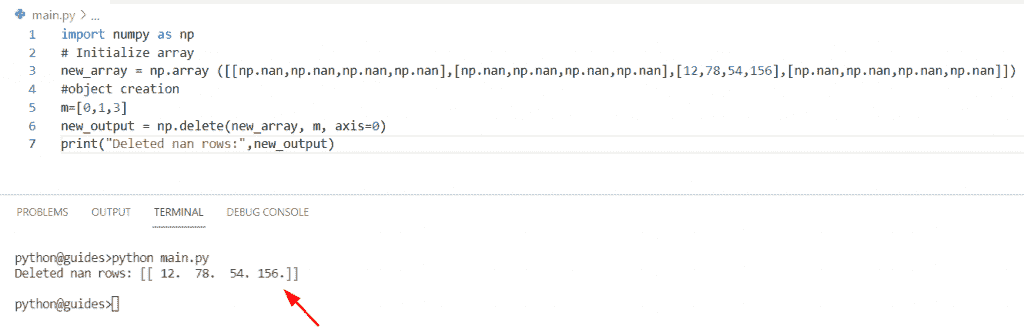 main.py > ...
1 import numpy as np
2 # Initialize array
3 new_array = np.array ([[np.nan,np.nan,np.nan,np.nan],[np.nan,np.nan,np.nan,np.nan],[12,78,54,156],[np.nan,np.nan,np.nan,np.nan]])
4 #object creation
5 m=[0,1,3]
6 new_output = np.delete(new_array, m, axis=0)
7 print("Deleted nan rows:",new_output)
PROBLEMS OUTPUT TERMINAL DEBUG CONSOLE
python@guides>python main.py
Deleted nan rows: [[ 12.  78.  54. 156.]]
python@guides>